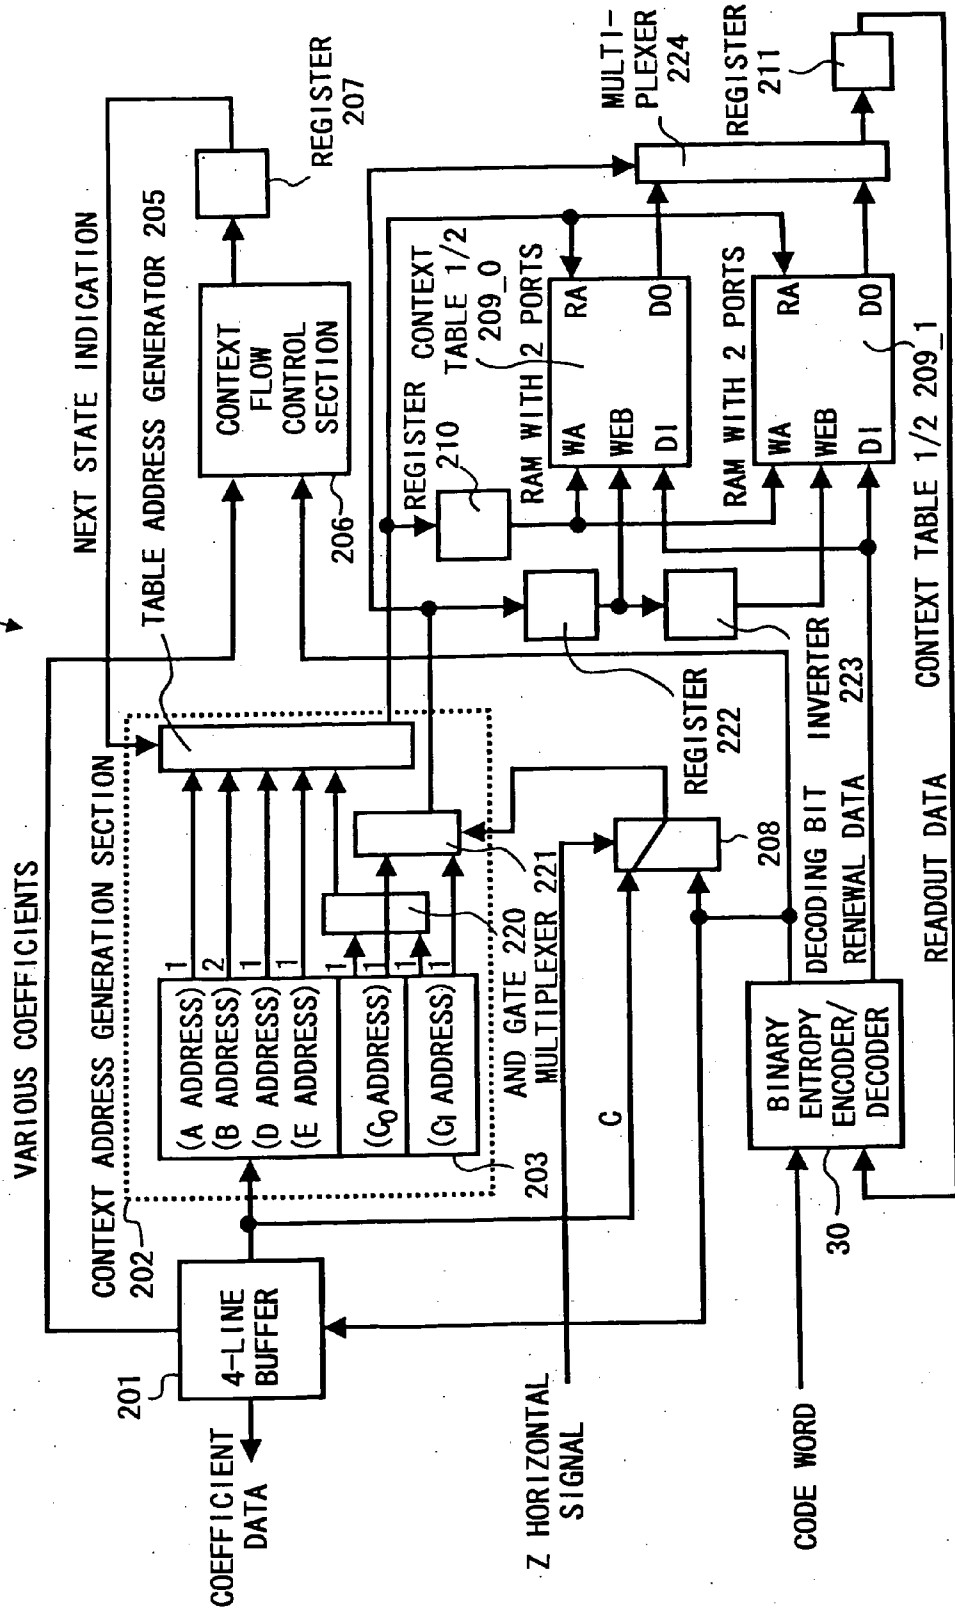 NEXT STATE INDICATION
TABLE ADDRESS GENERATOR 205
REGISTER
207
CONTEXT
FLOW
CONTROL
SECTION
206
VARIOUS COEFFICIENTS
CONTEXT ADDRESS GENERATION SECTION
202
201
4-LINE
BUFFER
COEFFICIENT
DATA
(A ADDRESS) 1
(B ADDRESS) 2
(D ADDRESS) 1
(E ADDRESS) 1
(C0 ADDRESS) 1
1
(C1 ADDRESS) 1
1
203
AND GATE 220
MULTIPLEXER 221
C
Z HORIZONTAL
SIGNAL
208
REGISTER
222
INVERTER
223
REGISTER
210
CONTEXT
TABLE 1/2
209_0
RAM WITH 2 PORTS
WA
RA
WEB
DI
DO
RAM WITH 2 PORTS
WA
RA
WEB
DI
DO
CONTEXT TABLE 1/2 209_1
MULTI-
PLEXER
224
REGISTER
211
DECODING BIT
RENEWAL DATA
READOUT DATA
BINARY
ENTROPY
ENCODER/
DECODER
30
CODE WORD